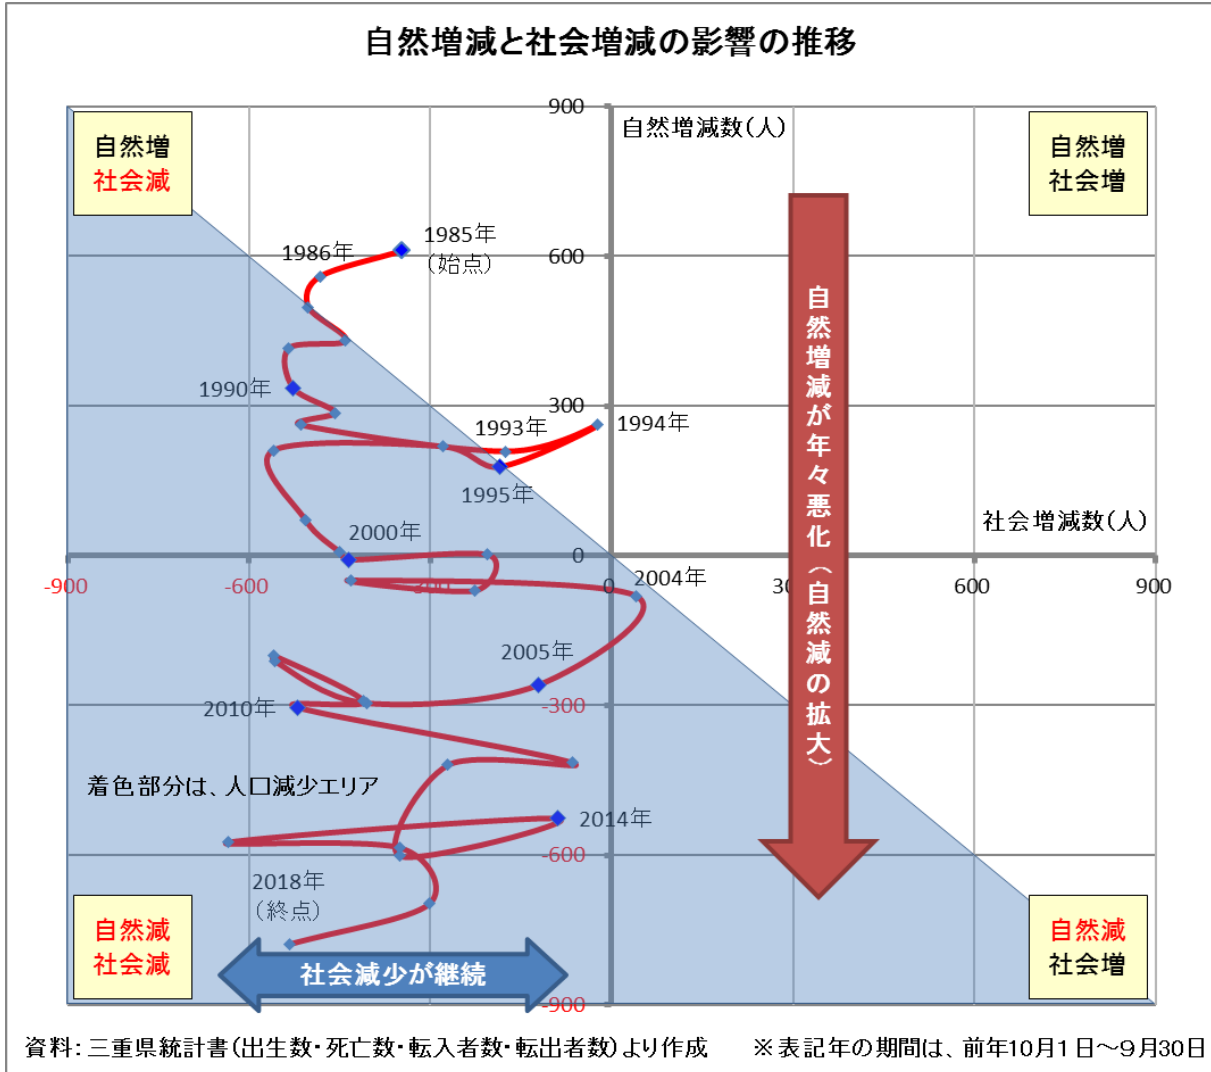 自然増減と社会増減の影響の推移
900
自然増減数(人)
自然増
社会減
自然増
社会増
1985年
(始点)
1986年
600
自然増減が年々悪化(自然減の拡大)
1990年
300
1993年
1994年
1995年
2000年
社会増減数(人)
0
-900
-600
-300
0
300
600
900
2004年
2005年
2010年
-300
着色部分は、人口減少エリア
2014年
-600
2018年
(終点)
自然減
社会減
自然減
社会増
社会減少が継続
-900
資料:三重県統計書(出生数・死亡数・転入者数・転出者数)より作成 ※表記年の期間は、前年10月1日~9月30日